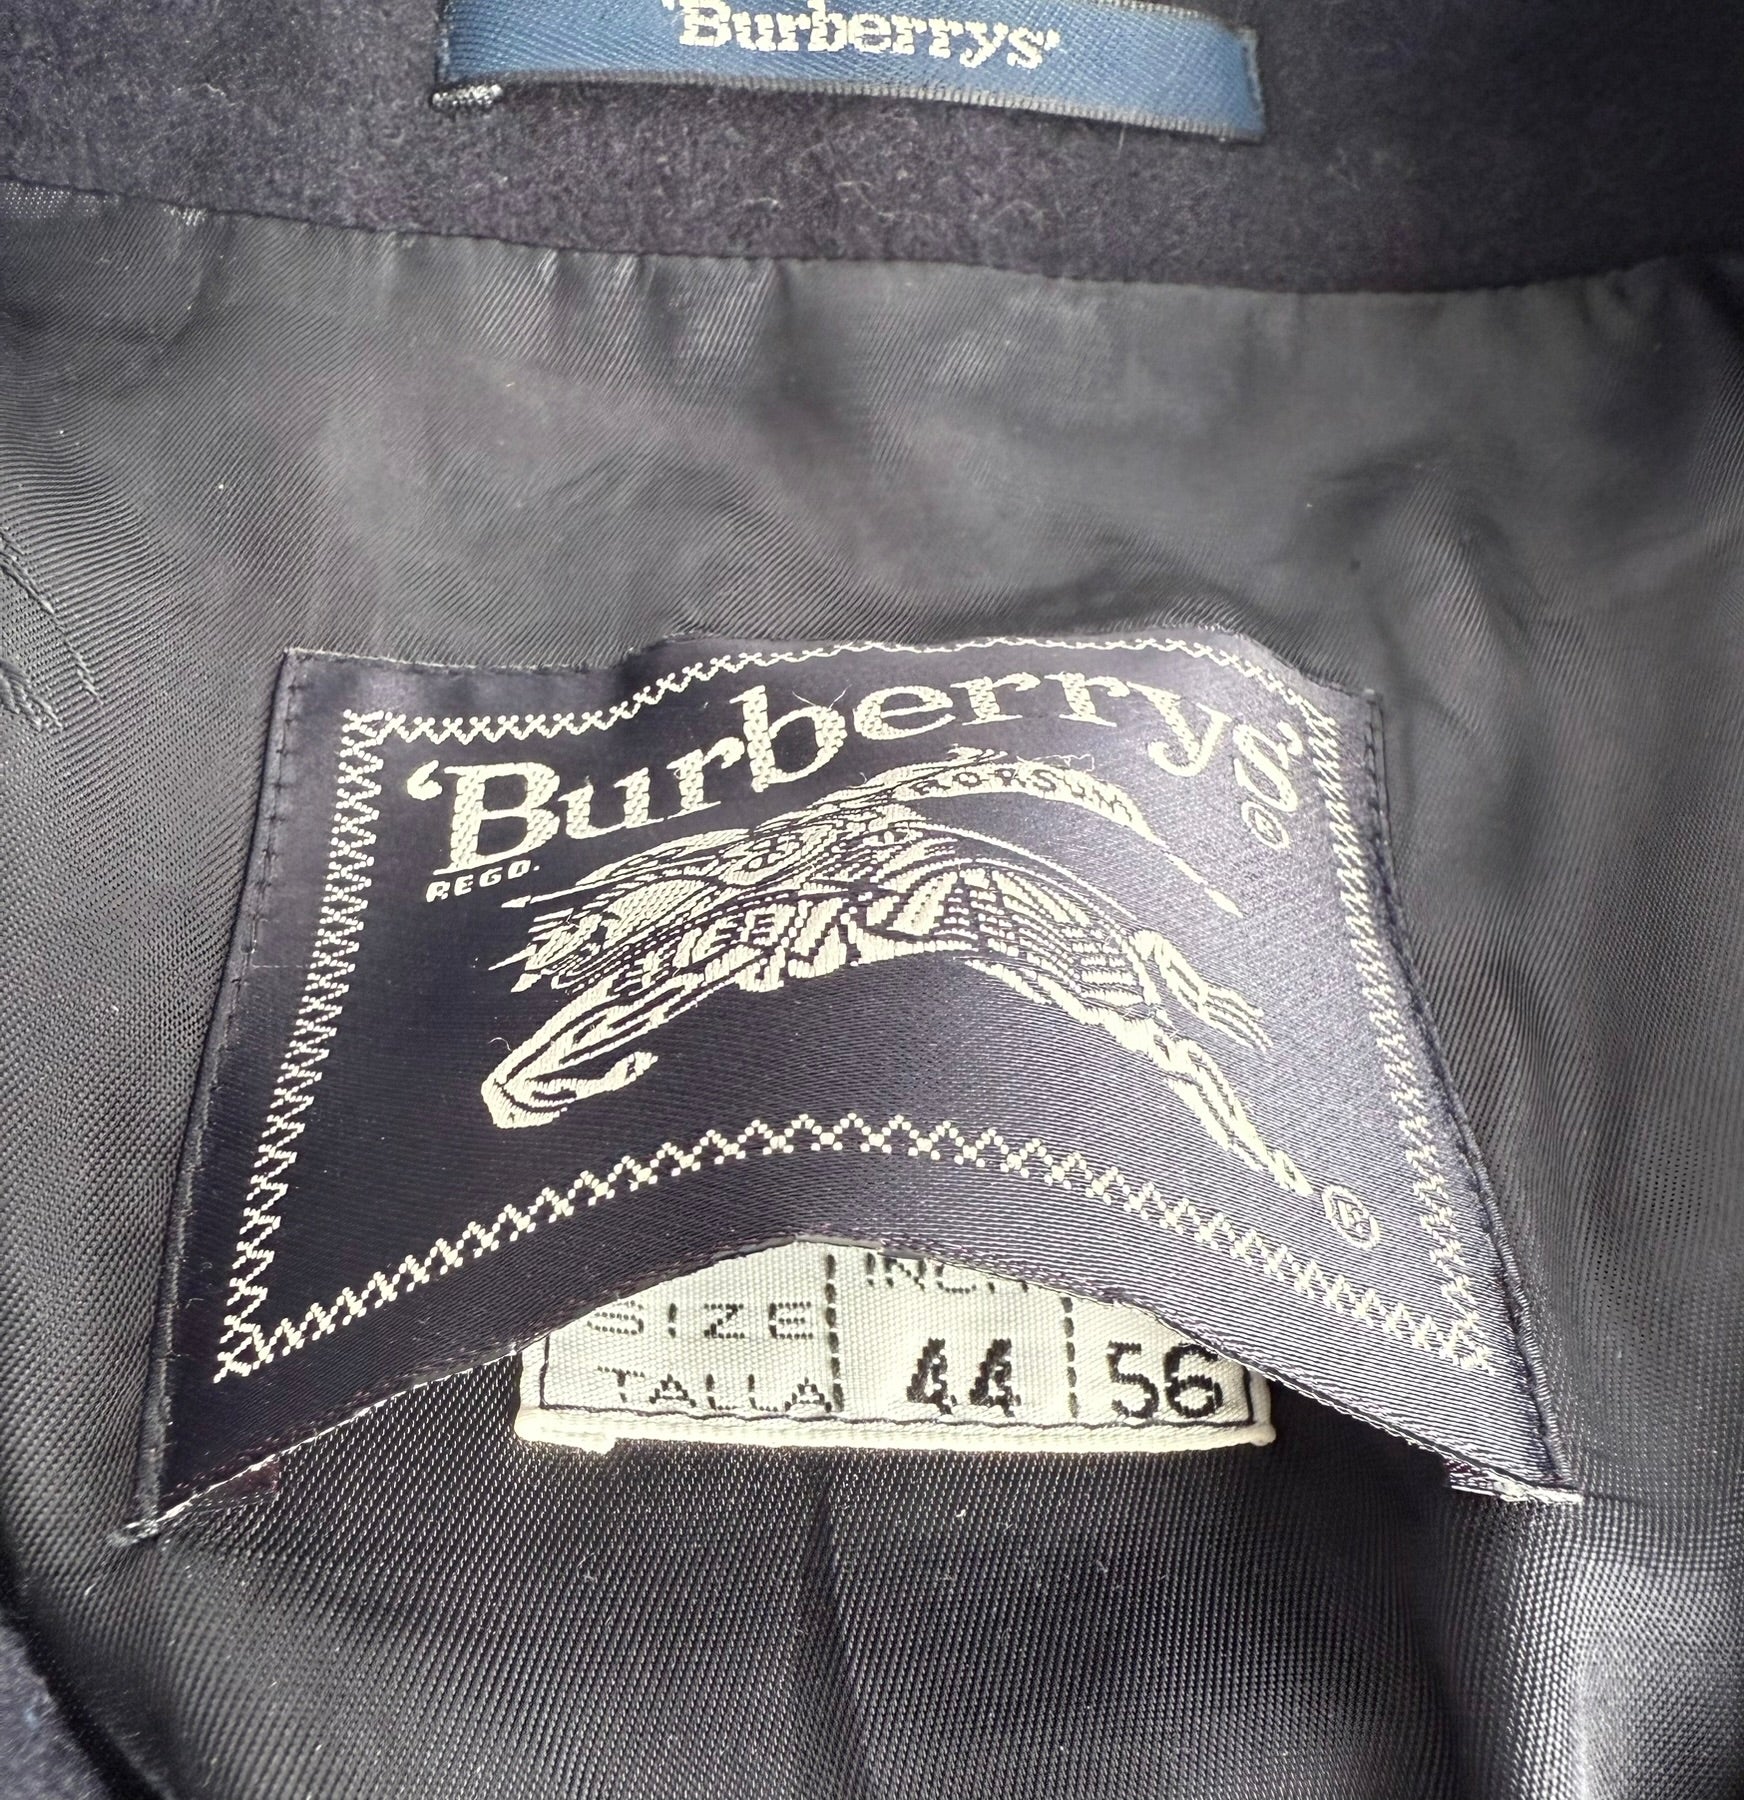 'Burberrys'
'Burberrys'
®
REGD.
PRORSUM
®
SIZE INCH
TALLA 44 56